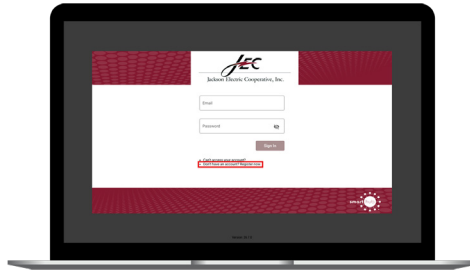 JEC
Jackson Electric Cooperative, Inc.
Email
Password
Sign In
Can't access your account?
Don't have an account? Register now
smart